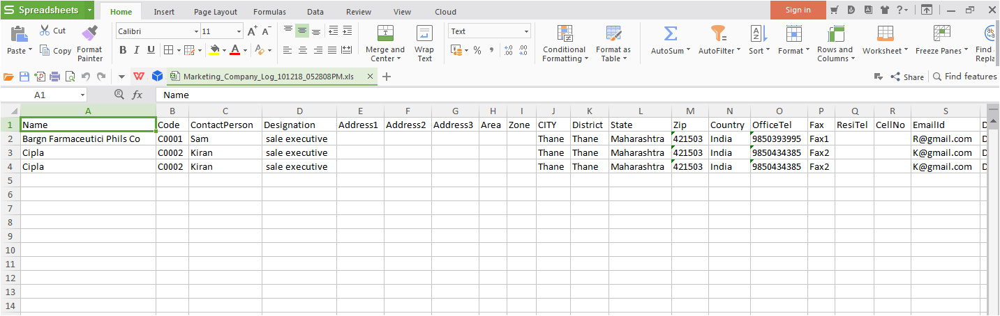 Spreadsheets Home Insert Page Layout Formulas Data Review View Cloud Sign in
Paste Cut Copy Format Painter Calibri 11 Merge and Center Wrap Text Text Conditional Formatting Format as Table AutoSum AutoFilter Sort Format Rows and Columns Worksheet Freeze Panes Find Repla
B I U A A A % .00
Marketing_Company_Log_101218_052808PM.xls × + Share Find features
A1 fx Name
A B C D E F G H I J K L M N O P Q R S
1 Name Code ContactPerson Designation Address1 Address2 Address3 Area Zone CITY District State Zip Country OfficeTel Fax ResiTel CellNo EmailId D
2 Bargn Farmaceutici Phils Co C0001 Sam sale executive Thane Thane Maharashtra 421503 India 9850393995 Fax1 R@gmail.com D
3 Cipla C0002 Kiran sale executive Thane Thane Maharashtra 421503 India 9850434385 Fax2 K@gmail.com D
4 Cipla C0002 Kiran sale executive Thane Thane Maharashtra 421503 India 9850434385 Fax2 K@gmail.com D
5
6
7
8
9
10
11
12
13
14